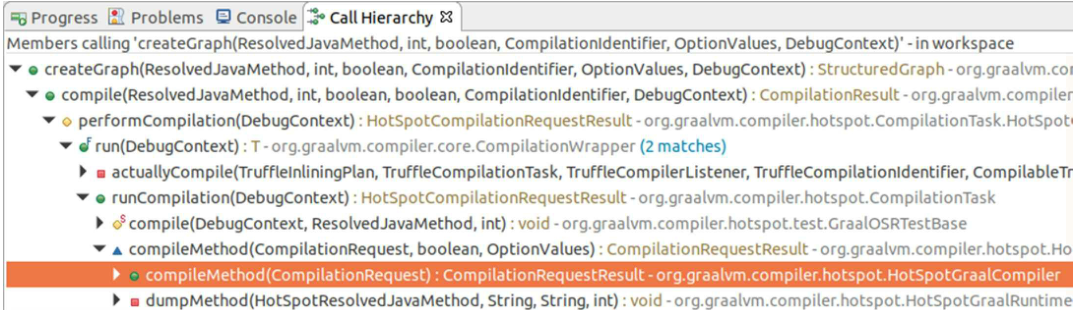 Progress Problems Console Call Hierarchy
Members calling 'createGraph(ResolvedJavaMethod, int, boolean, CompilationIdentifier, OptionValues, DebugContext)' - in workspace
createGraph(ResolvedJavaMethod, int, boolean, CompilationIdentifier, OptionValues, DebugContext) : StructuredGraph - org.graalvm.com
compile(ResolvedJavaMethod, int, boolean, boolean, CompilationIdentifier, DebugContext) : CompilationResult - org.graalvm.compiler
performCompilation(DebugContext) : HotSpotCompilationRequestResult - org.graalvm.compiler.hotspot.CompilationTask.HotSpot
run(DebugContext) : T - org.graalvm.compiler.core.CompilationWrapper (2 matches)
actuallyCompile(TruffleInliningPlan, TruffleCompilationTask, TruffleCompilerListener, TruffleCompilationIdentifier, CompilableTr
runCompilation(DebugContext) : HotSpotCompilationRequestResult - org.graalvm.compiler.hotspot.CompilationTask
compile(DebugContext, ResolvedJavaMethod, int) : void - org.graalvm.compiler.hotspot.test.GraalOSRTestBase
compileMethod(CompilationRequest, boolean, OptionValues) : CompilationRequestResult - org.graalvm.compiler.hotspot.Ho
compileMethod(CompilationRequest) : CompilationRequestResult - org.graalvm.compiler.hotspot.HotSpotGraalCompiler
dumpMethod(HotSpotResolvedJavaMethod, String, String, int) : void - org.graalvm.compiler.hotspot.HotSpotGraalRuntime